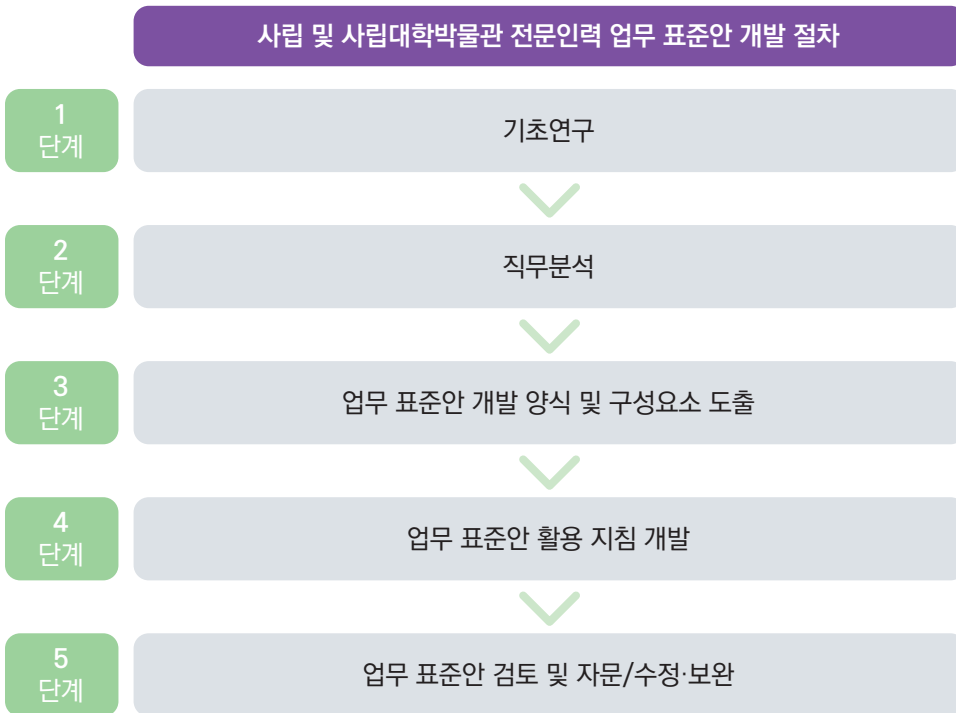 사립 및 사립대학박물관 전문인력 업무 표준안 개발 절차
1
단계
기초연구
2
단계
직무분석
3
단계
업무 표준안 개발 양식 및 구성요소 도출
4
단계
업무 표준안 활용 지침 개발
5
단계
업무 표준안 검토 및 자문/수정·보완